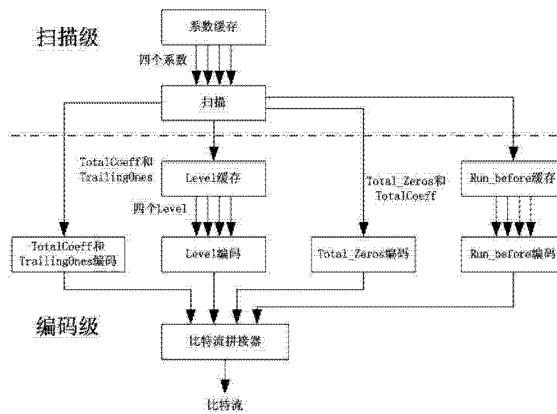 扫描级
系数缓存
四个系数
扫描
TotalCoeff和
TrailingOnes
Level缓存
Total_Zeros和
TotalCoeff
Run_before缓存
四个Level
TotalCoeff和
TrailingOnes编码
Level编码
Total_Zeros编码
Run_before编码
编码级
比特流拼接器
比特流